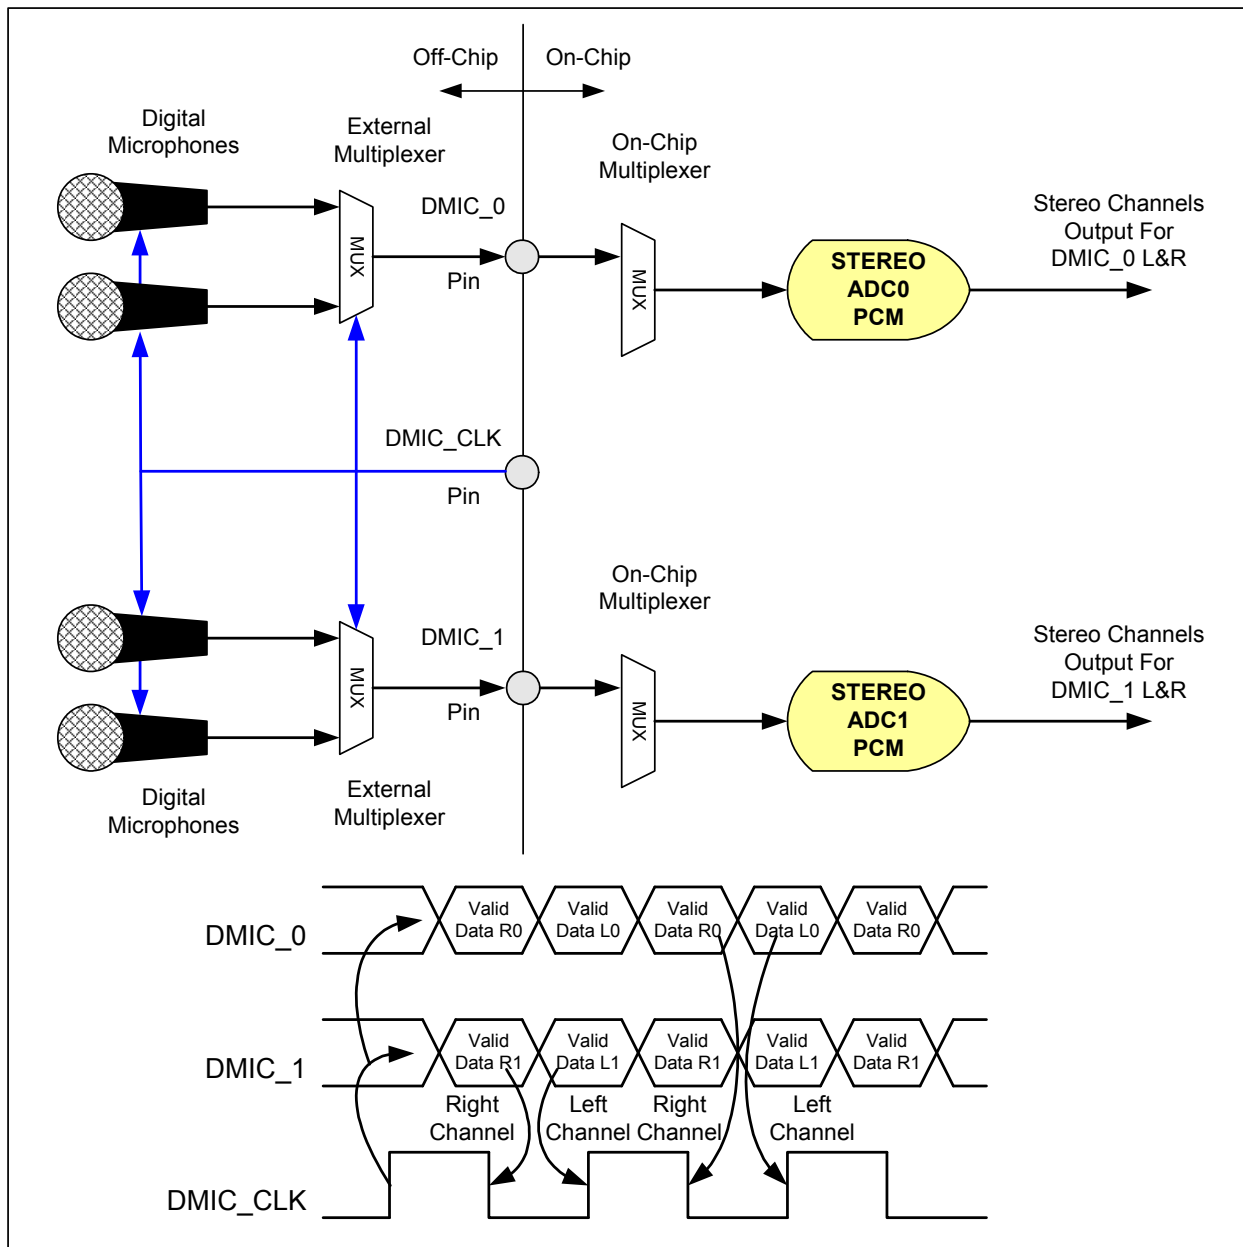 Off-Chip
On-Chip
Digital
Microphones
External
Multiplexer
On-Chip
Multiplexer
DMIC_0
Pin
MUX
MUX
STEREO
ADC0
PCM
Stereo Channels
Output For
DMIC_0 L&R
DMIC_CLK
Pin
On-Chip
Multiplexer
DMIC_1
Pin
MUX
MUX
STEREO
ADC1
PCM
Stereo Channels
Output For
DMIC_1 L&R
Digital
Microphones
External
Multiplexer
DMIC_0
Valid
Data R0
Valid
Data L0
Valid
Data R0
Valid
Data L0
Valid
Data R0
DMIC_1
Valid
Data R1
Valid
Data L1
Valid
Data R1
Valid
Data L1
Valid
Data R1
Right
Channel
Left
Channel
Right
Channel
Left
Channel
DMIC_CLK